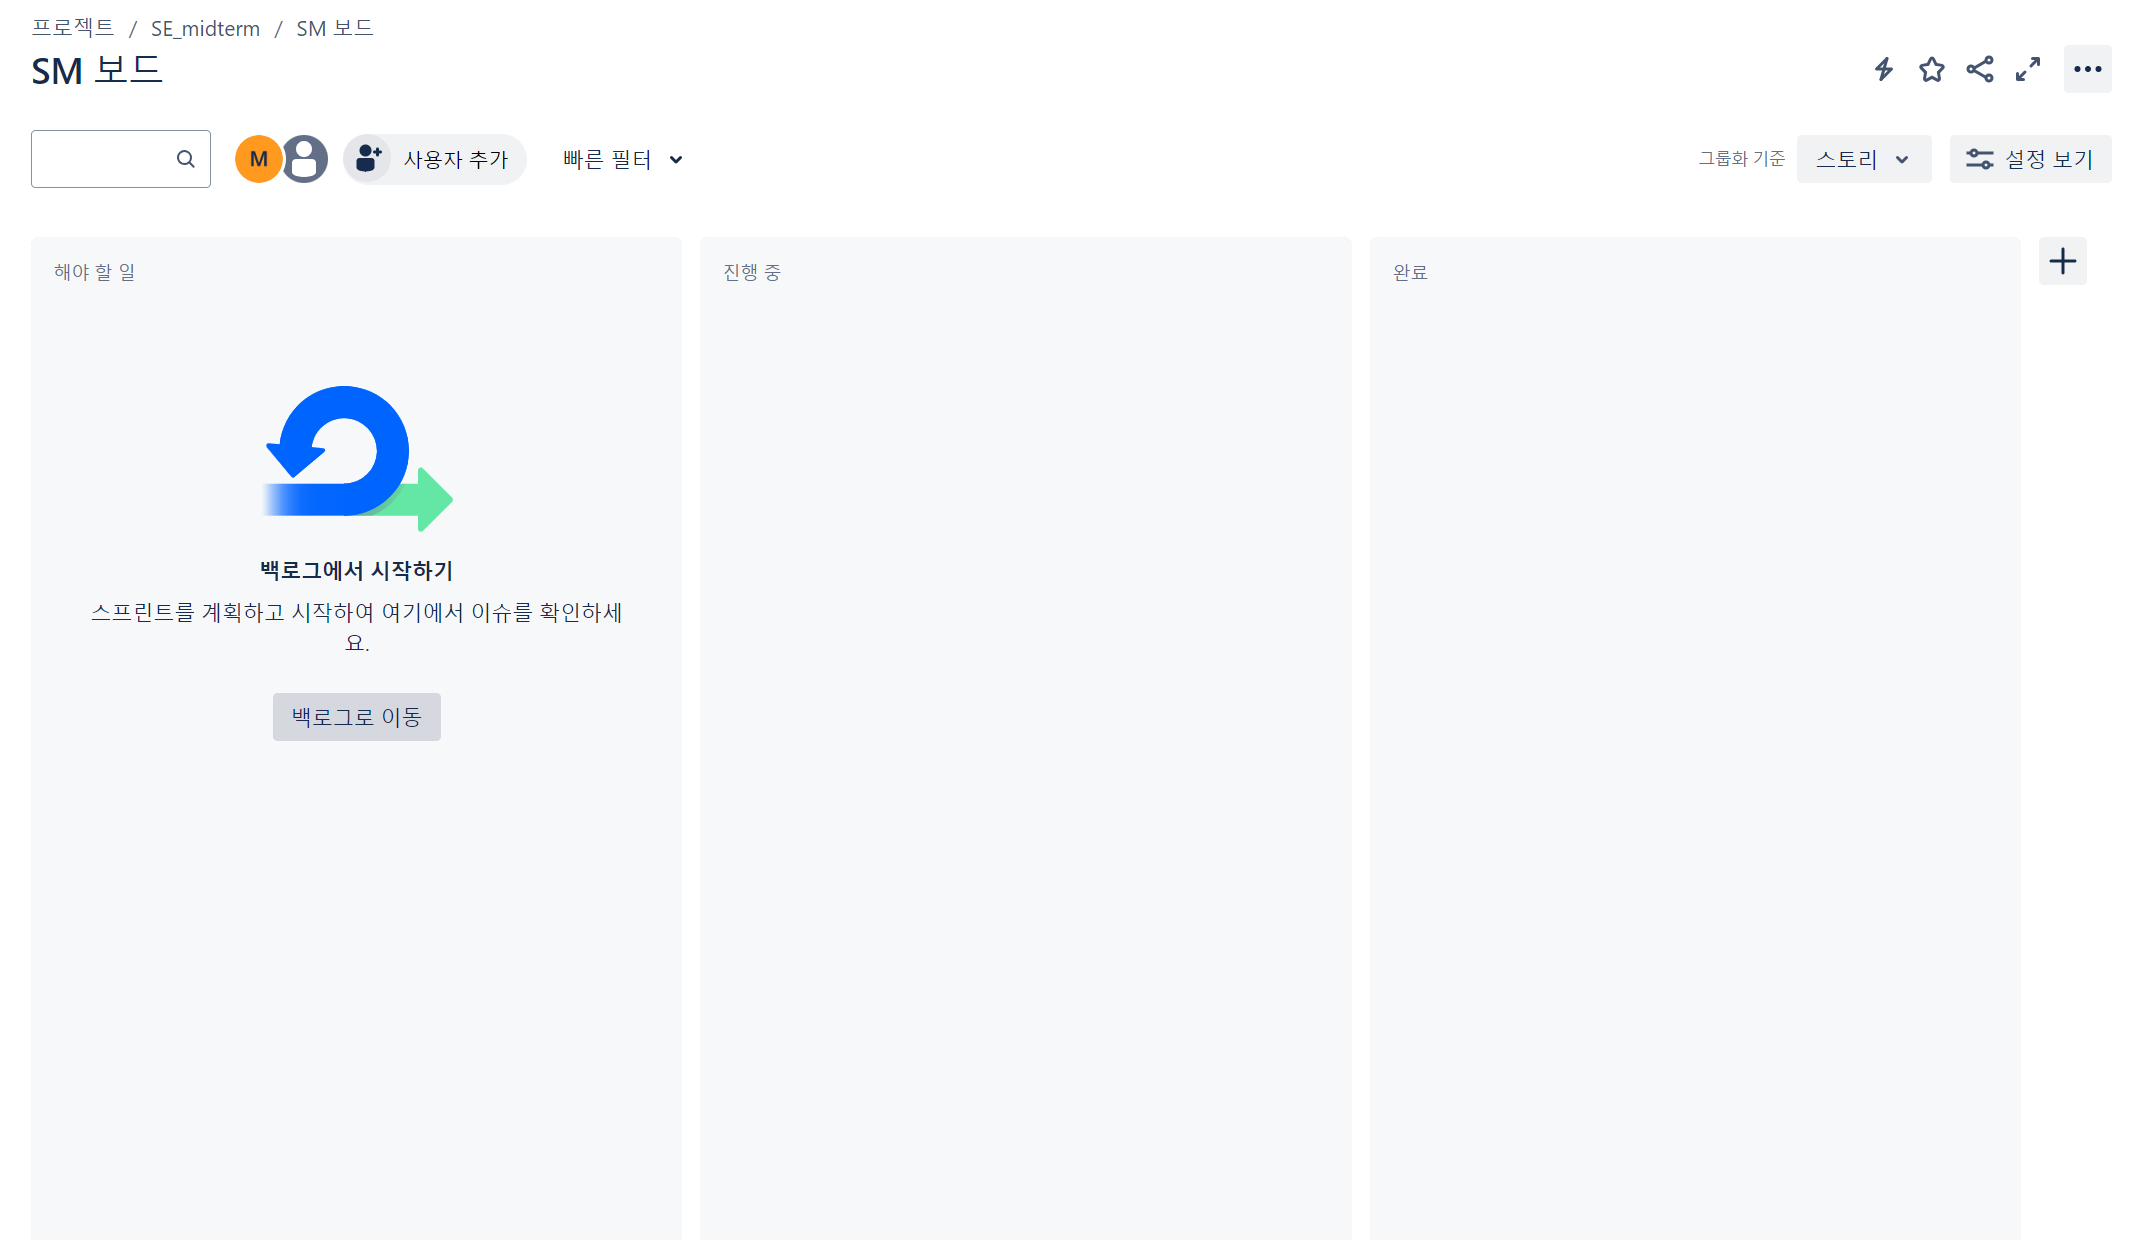 프로젝트 / SE_midterm / SM 보드
SM 보드
M 사용자 추가 빠른 필터 그룹화 기준 스토리 설정 보기
해야 할 일 진행 중 완료
백로그에서 시작하기
스프린트를 계획하고 시작하여 여기에서 이슈를 확인하세
요.
백로그로 이동